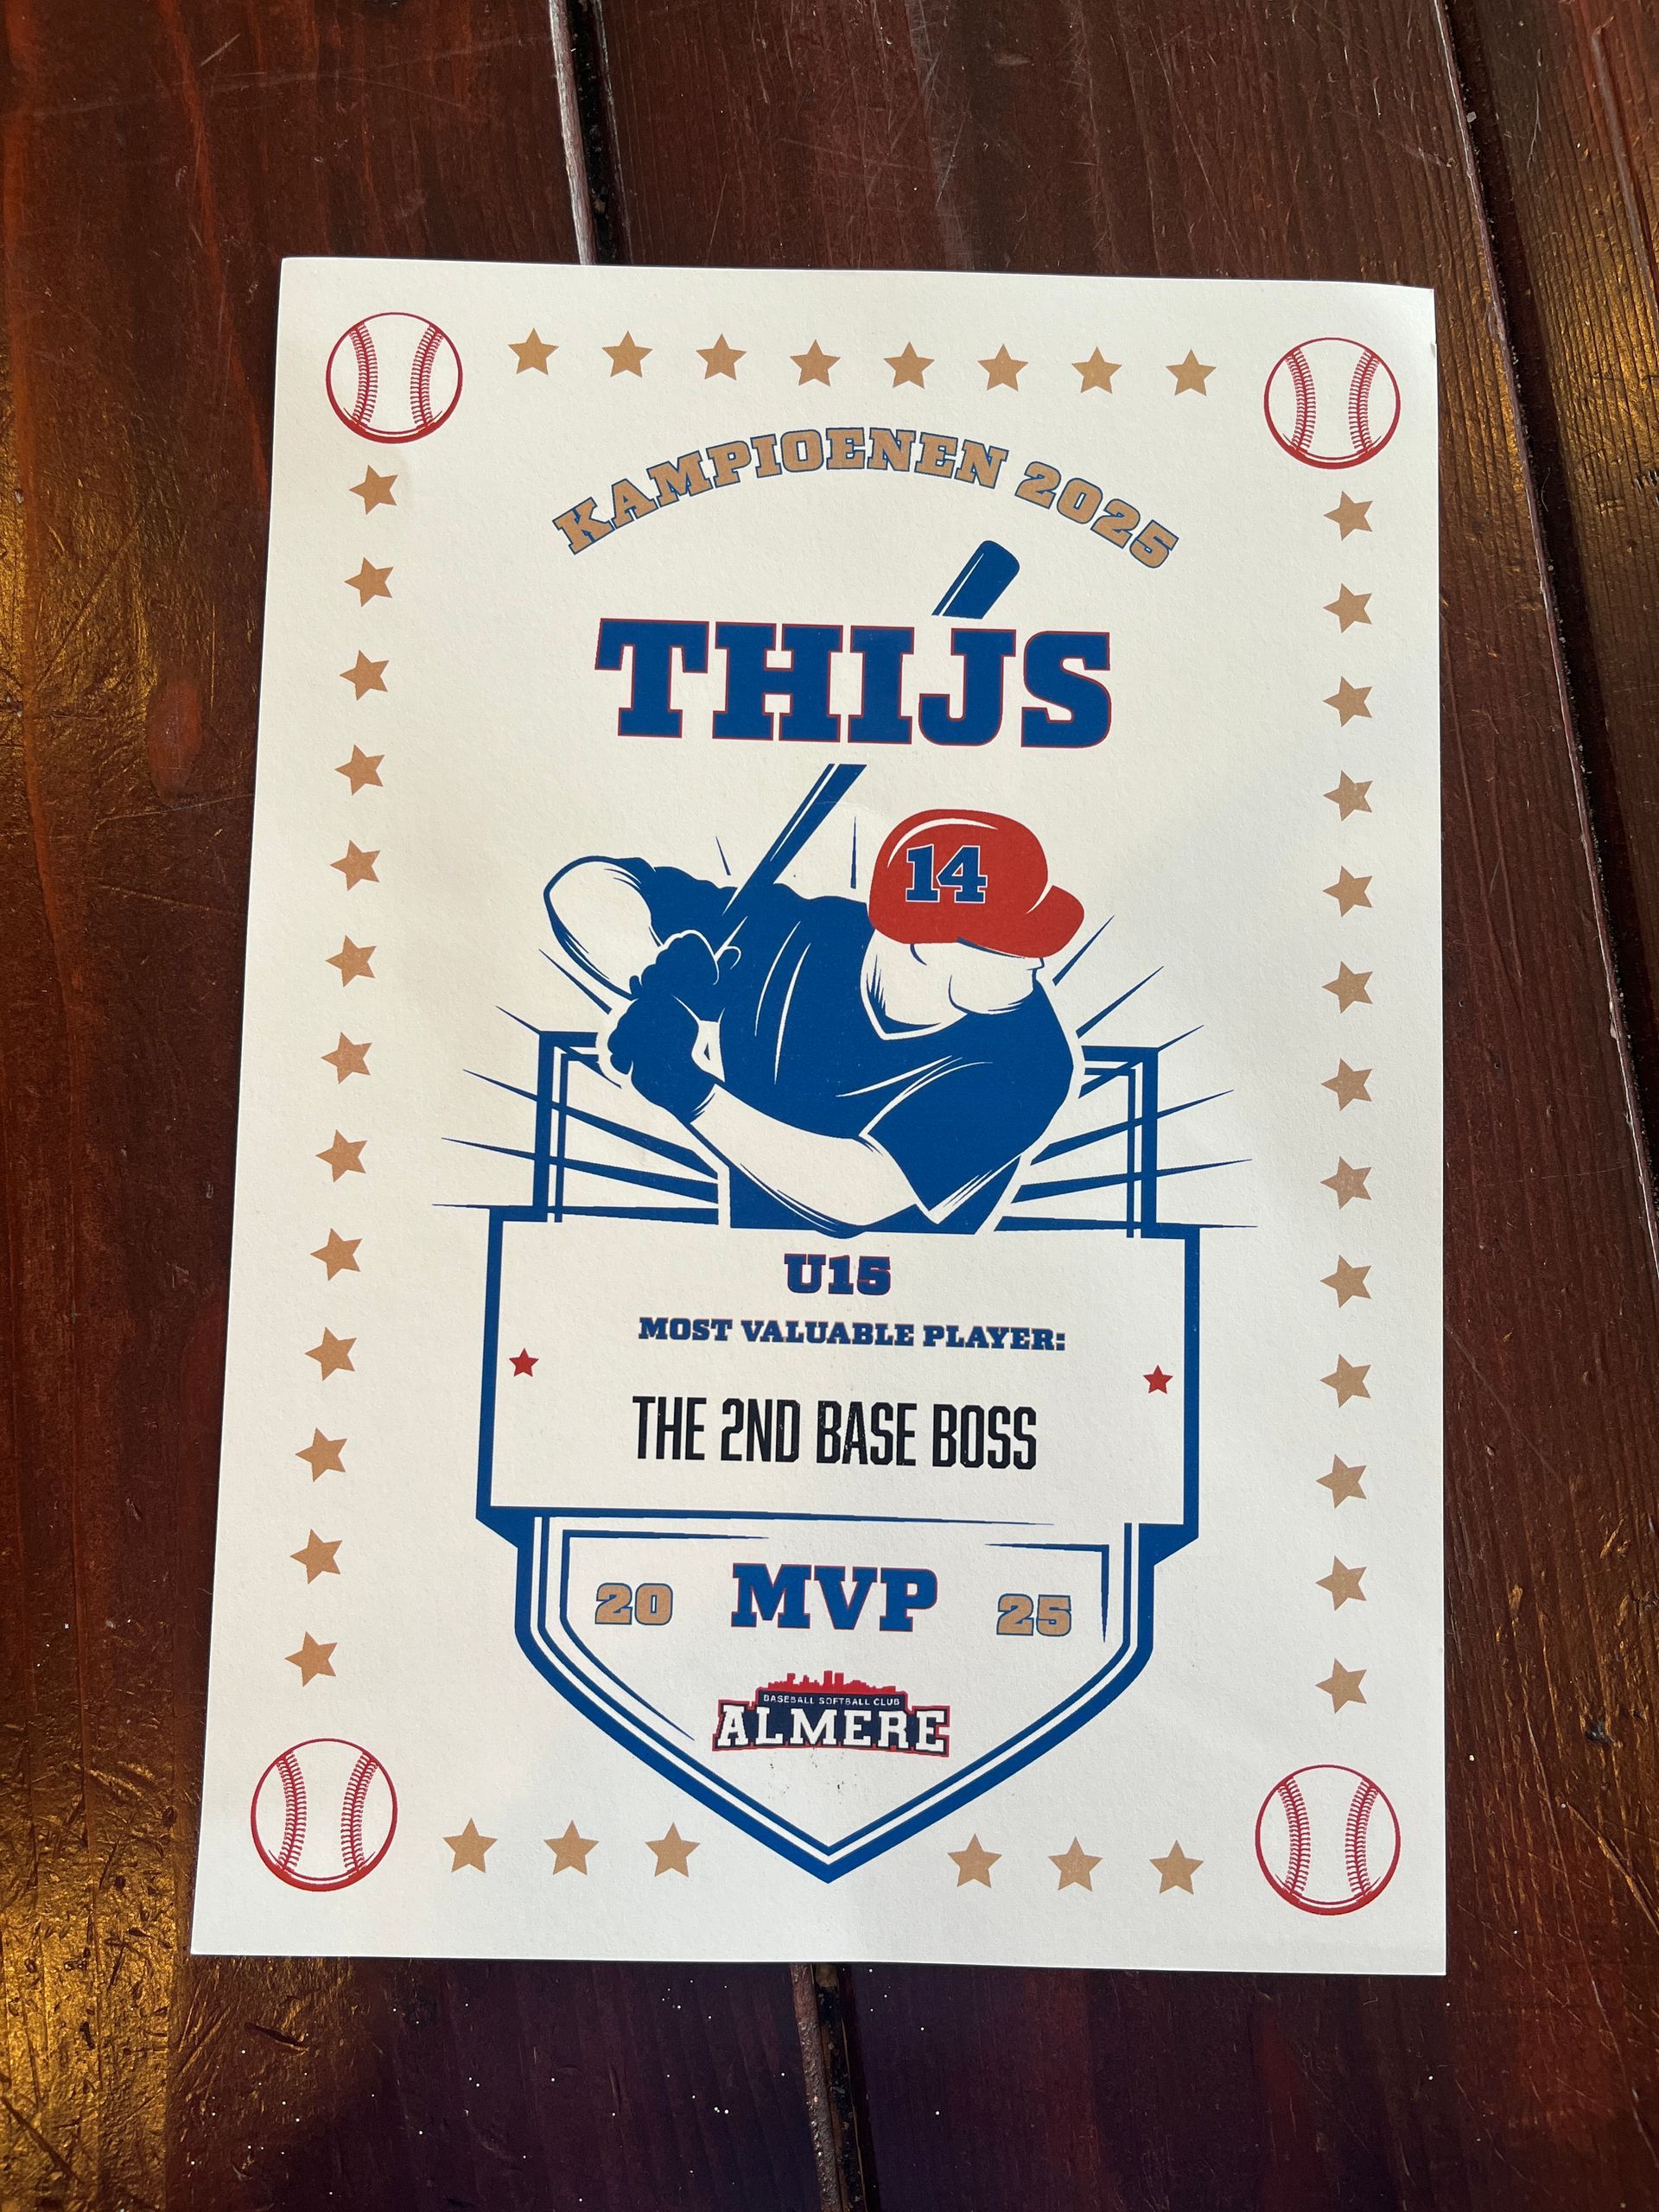 KAMPIOENEN 2025
THIJS
14
U15
MOST VALUABLE PLAYER:
THE 2ND BASE BOSS
20 MVP 25
BASEBALL SOFTBALL CLUB
ALMERE